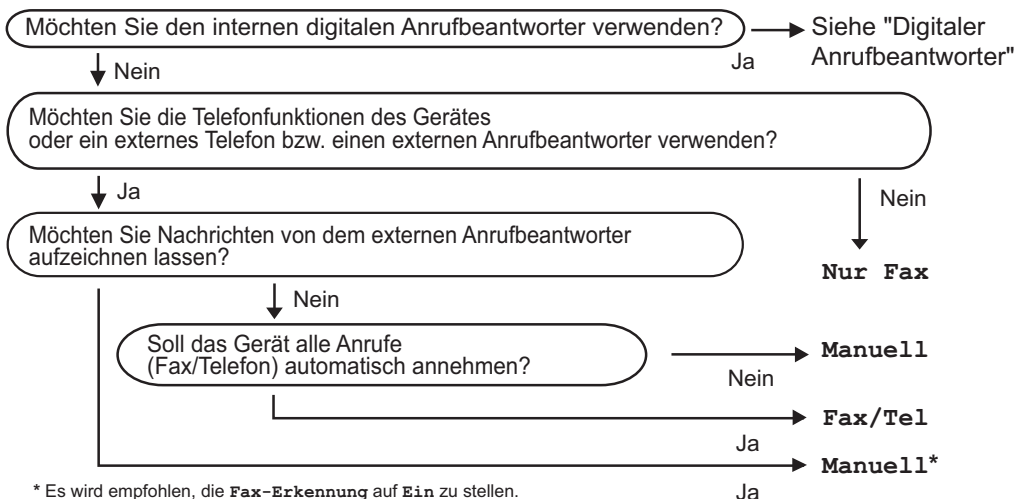 Möchten Sie den internen digitalen Anrufbeantworter verwenden?
Ja
Siehe "Digitaler
Anrufbeantworter"
Nein
Möchten Sie die Telefonfunktionen des Gerätes
oder ein externes Telefon bzw. einen externen Anrufbeantworter verwenden?
Ja
Nein
Nur Fax
Möchten Sie Nachrichten von dem externen Anrufbeantworter
aufzeichnen lassen?
Nein
Soll das Gerät alle Anrufe
(Fax/Telefon) automatisch annehmen?
Nein
Manuell
Ja
Fax/Tel
Ja
Manuell*
* Es wird empfohlen, die Fax-Erkennung auf Ein zu stellen.